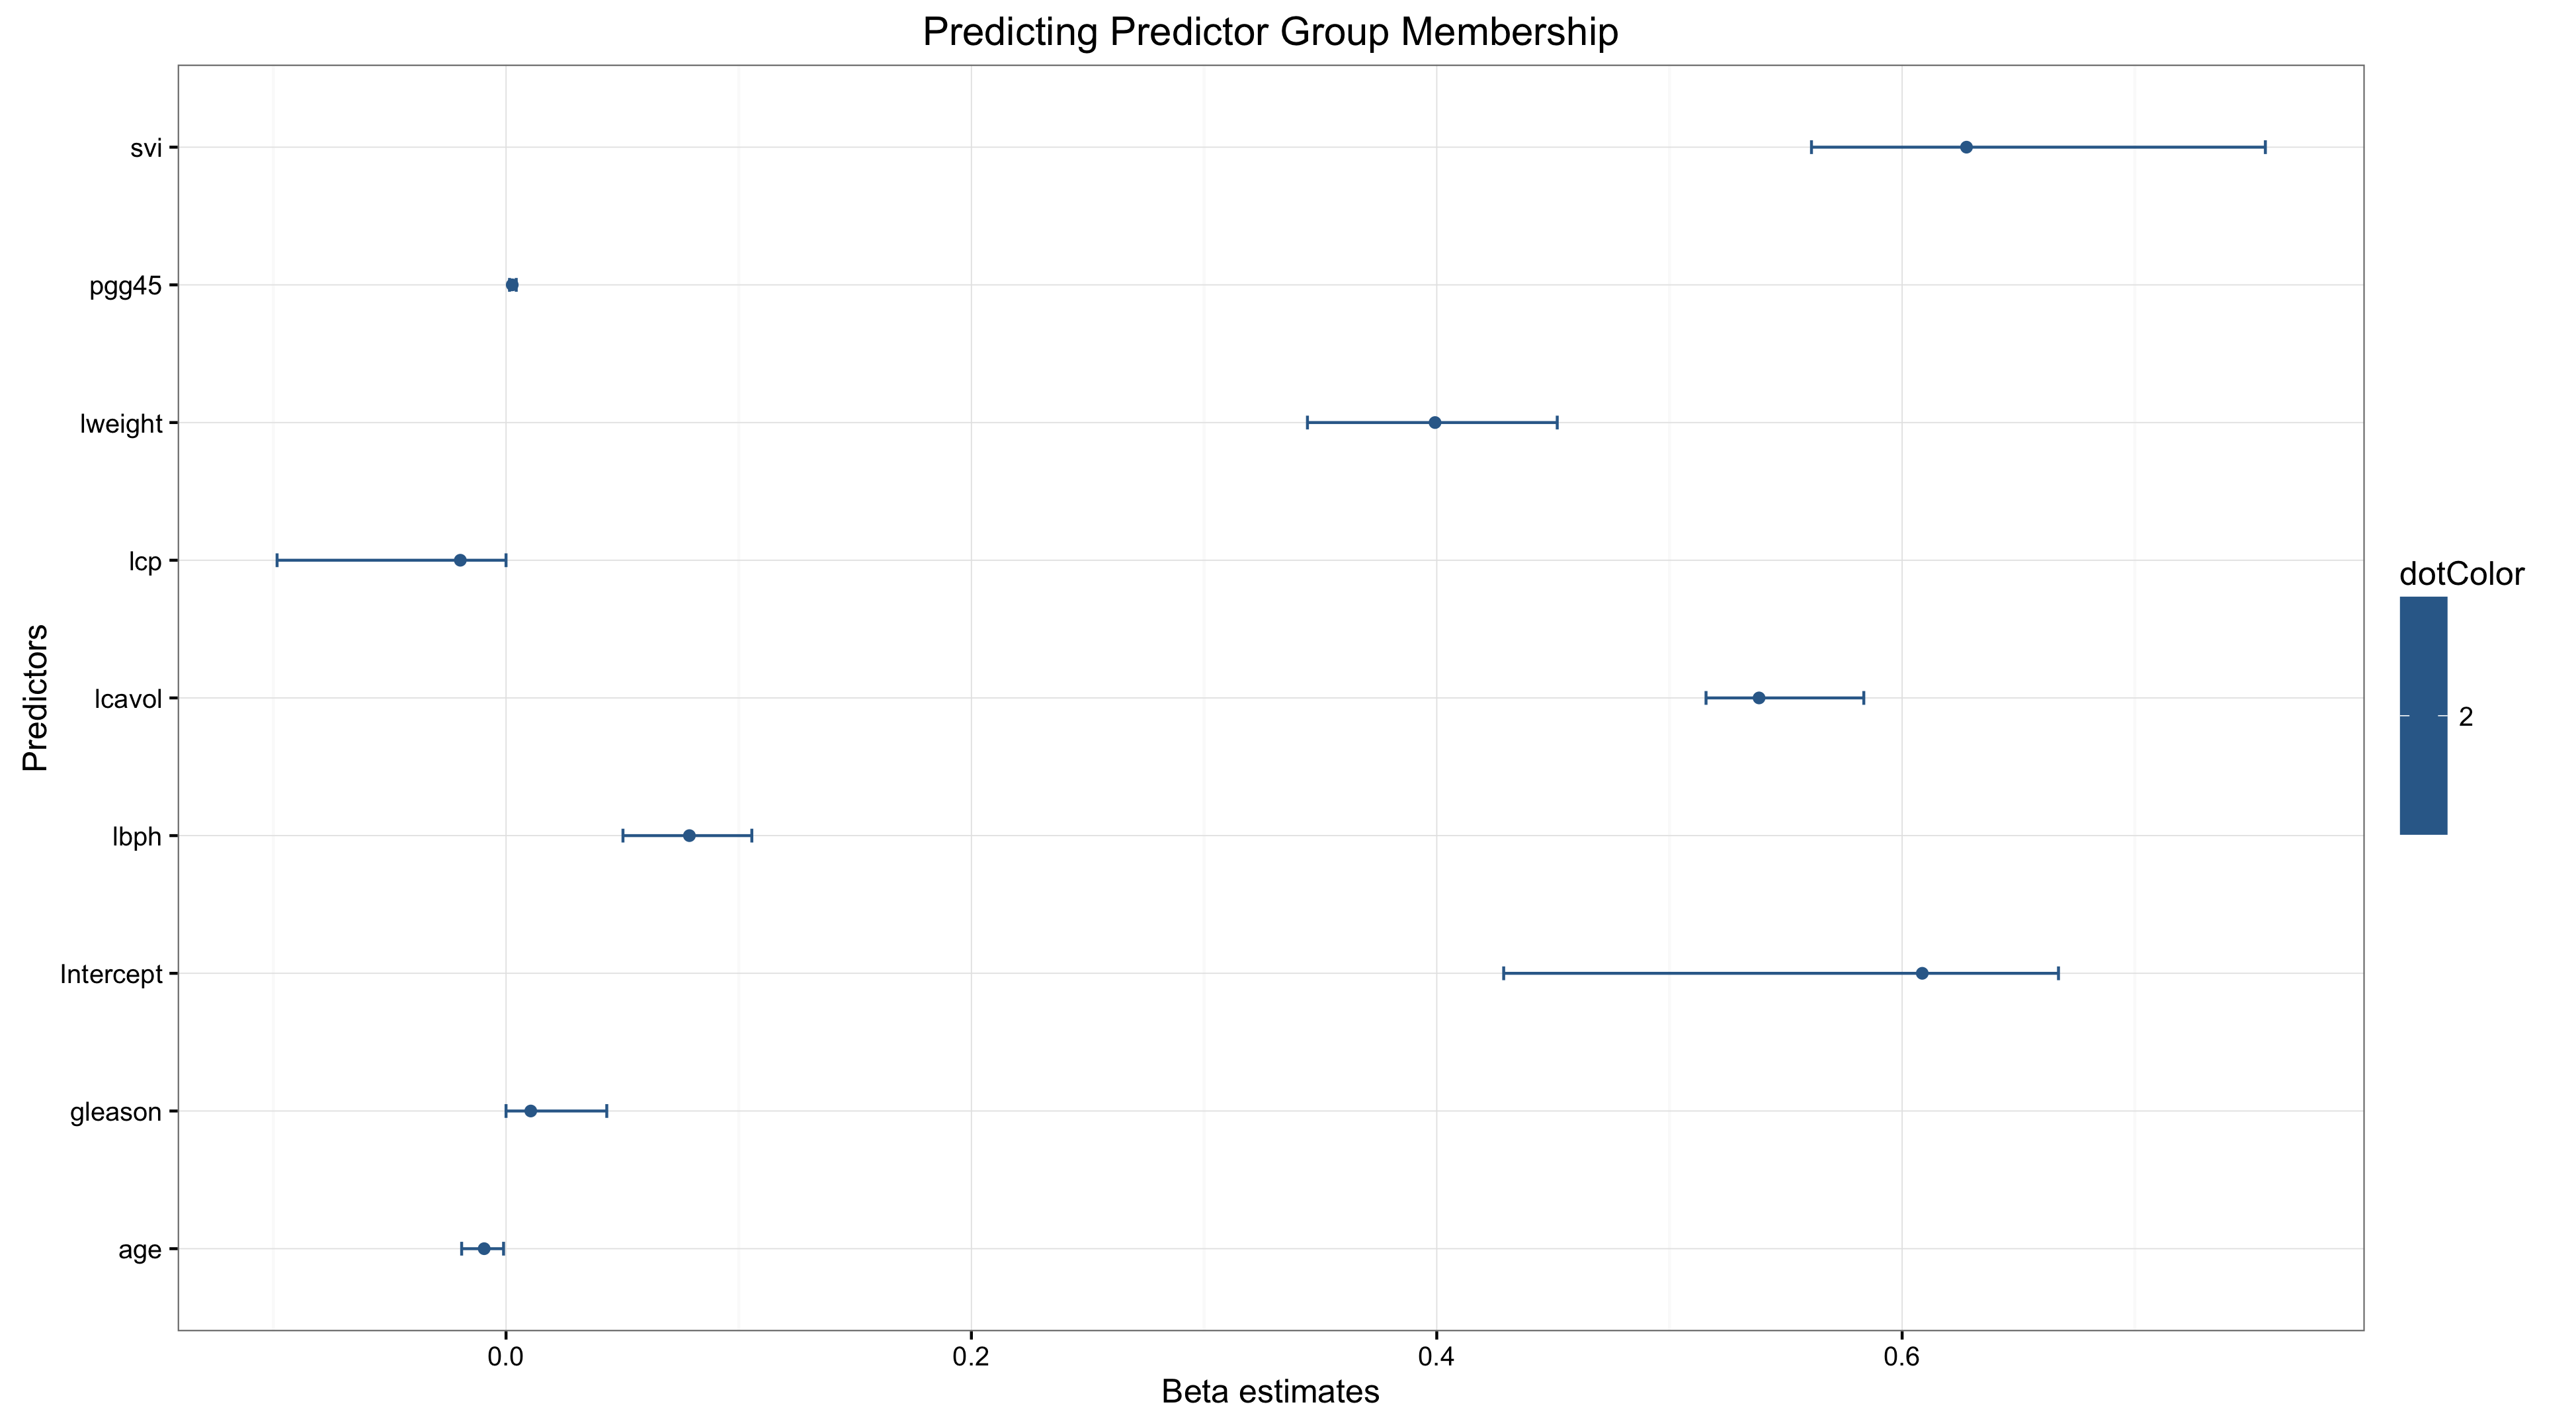 Predicting Predictor Group Membership
Predictors
svi
pgg45
lweight
lcp
lcavol
lbph
Intercept
gleason
age
0.0 0.2 0.4 0.6
Beta estimates
dotColor
2